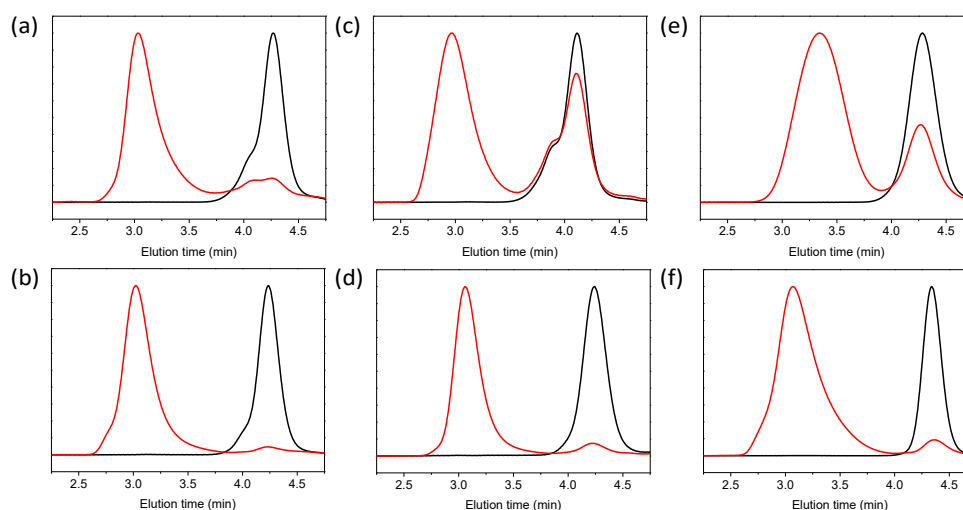 (a) (c) (e)
2.5 3.0 3.5 4.0 4.5 2.5 3.0 3.5 4.0 4.5 2.5 3.0 3.5 4.0 4.5
Elution time (min) Elution time (min) Elution time (min)
(b) (d) (f)
2.5 3.0 3.5 4.0 4.5 2.5 3.0 3.5 4.0 4.5 2.5 3.0 3.5 4.0 4.5
Elution time (min) Elution time (min) Elution time (min)